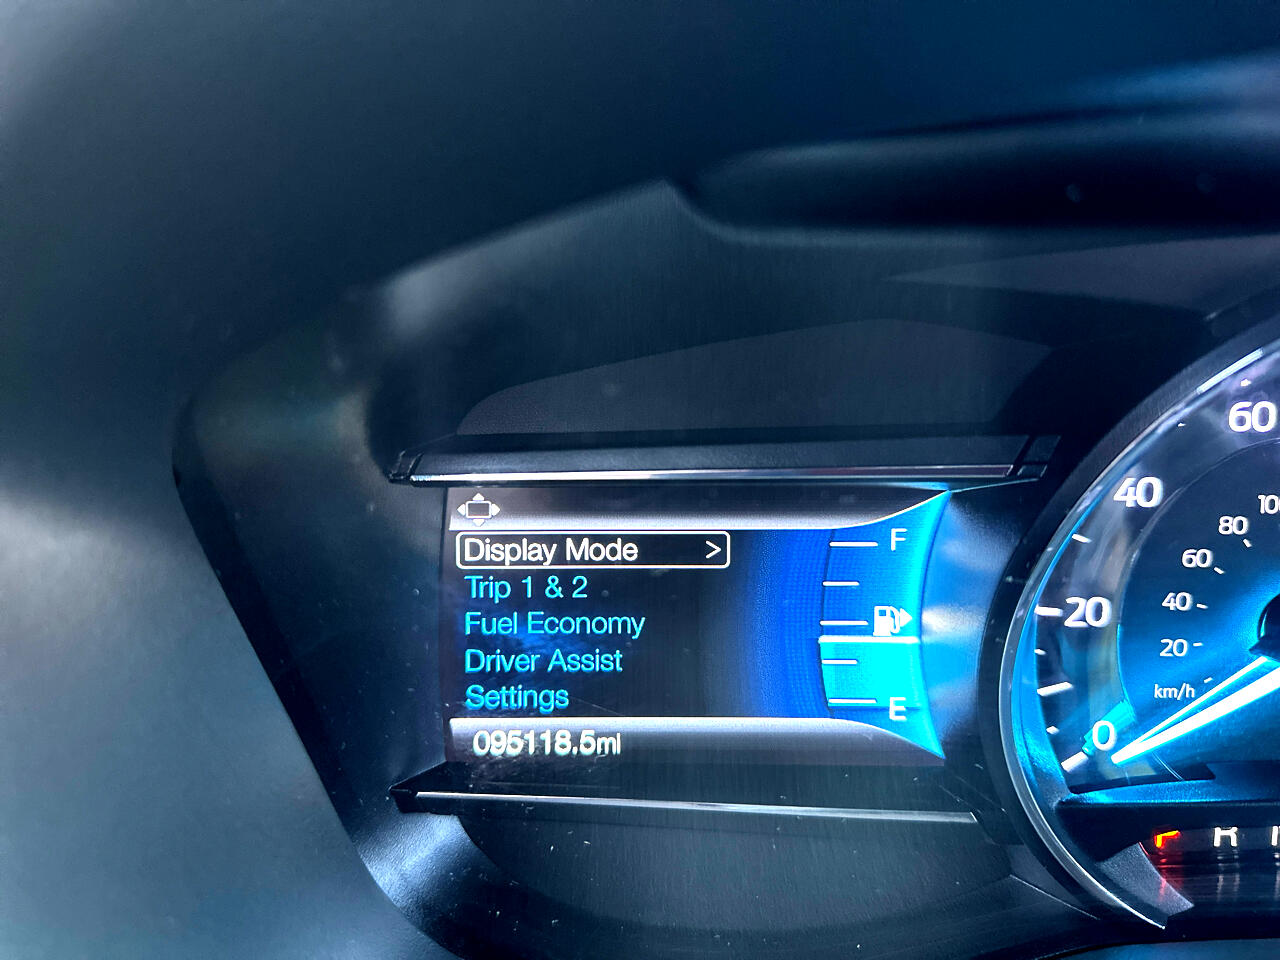 Display Mode >
Trip 1 & 2
Fuel Economy
Driver Assist
Settings
095118.5mi
F
E
60
40
20
0
100
80
60
40
20
km/h
P R